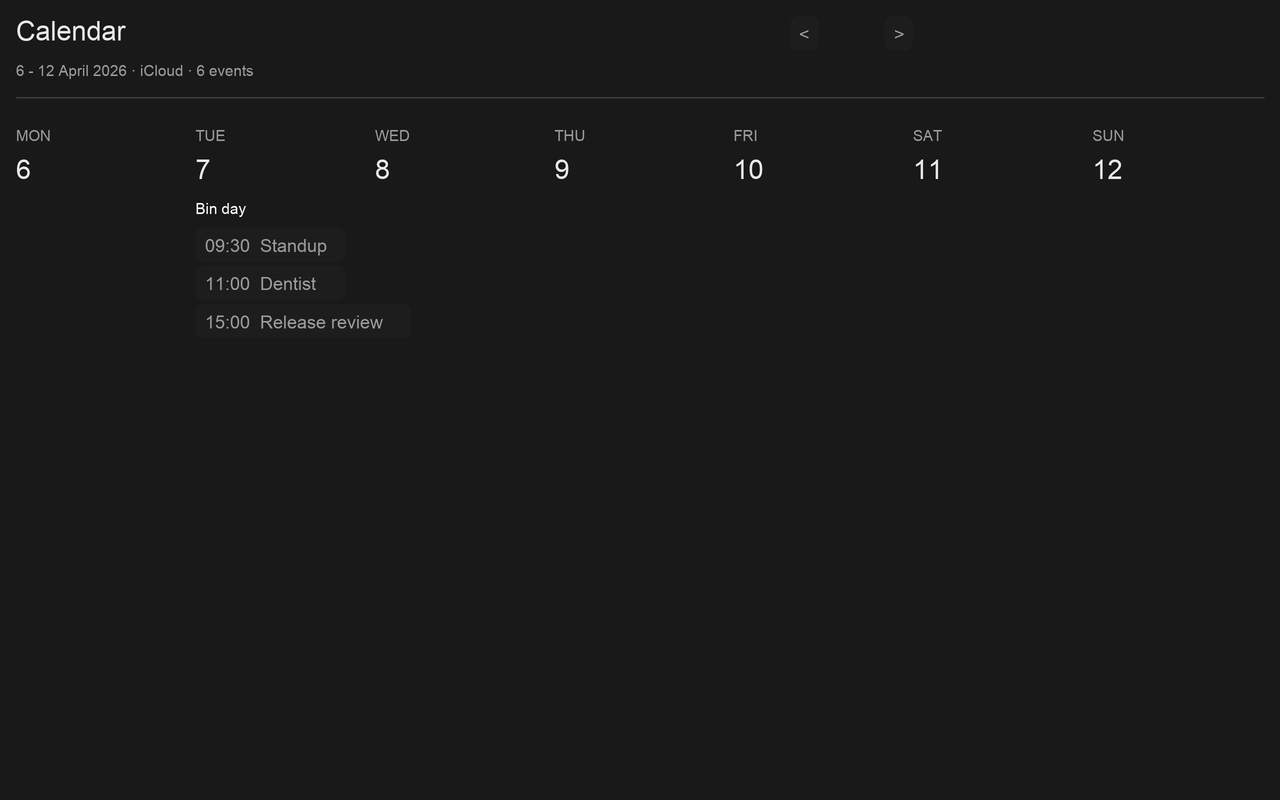 Calendar
< >
6 - 12 April 2026 · iCloud · 6 events
MON TUE WED THU FRI SAT SUN
6 7 8 9 10 11 12
Bin day
09:30 Standup
11:00 Dentist
15:00 Release review